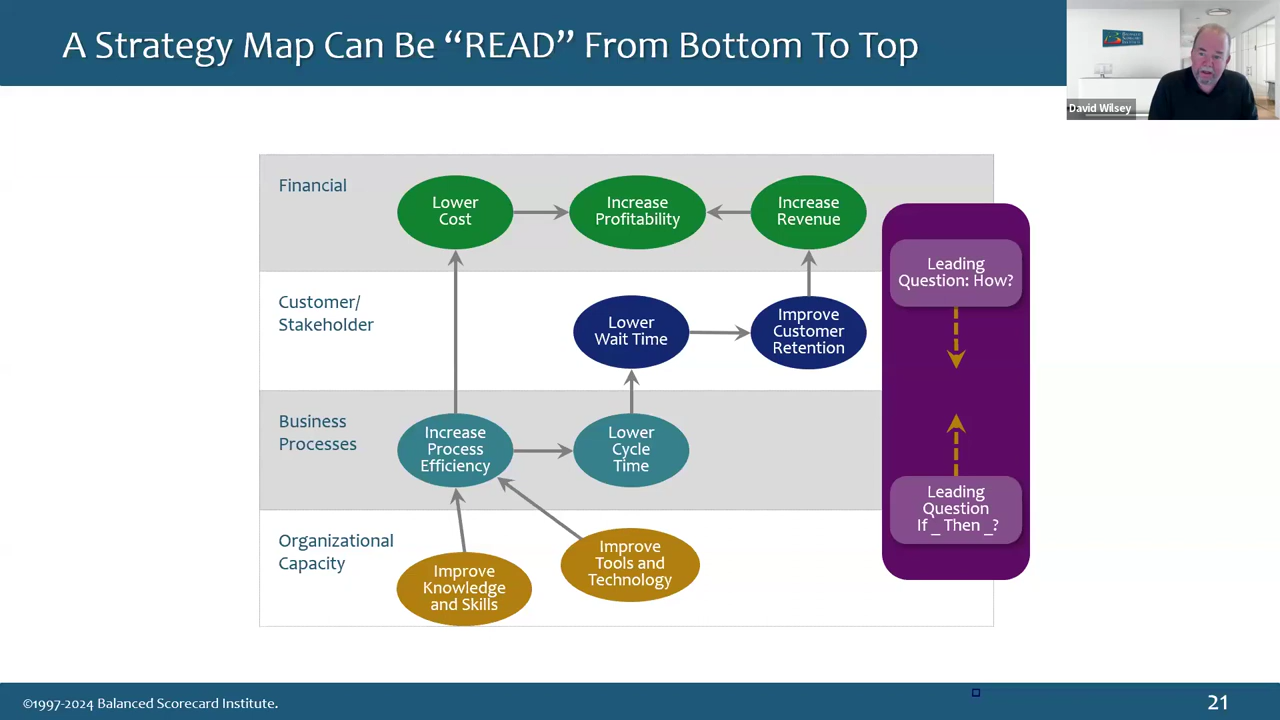 A Strategy Map Can Be “READ” From Bottom To Top
David Wilsey
Financial
Lower
Cost
Increase
Profitability
Increase
Revenue
Leading
Question: How?
Customer/
Stakeholder
Lower
Wait Time
Improve
Customer
Retention
Business
Processes
Increase
Process
Efficiency
Lower
Cycle
Time
Leading
Question
If _ Then _?
Organizational
Capacity
Improve
Knowledge
and Skills
Improve
Tools and
Technology
©1997-2024 Balanced Scorecard Institute.
21